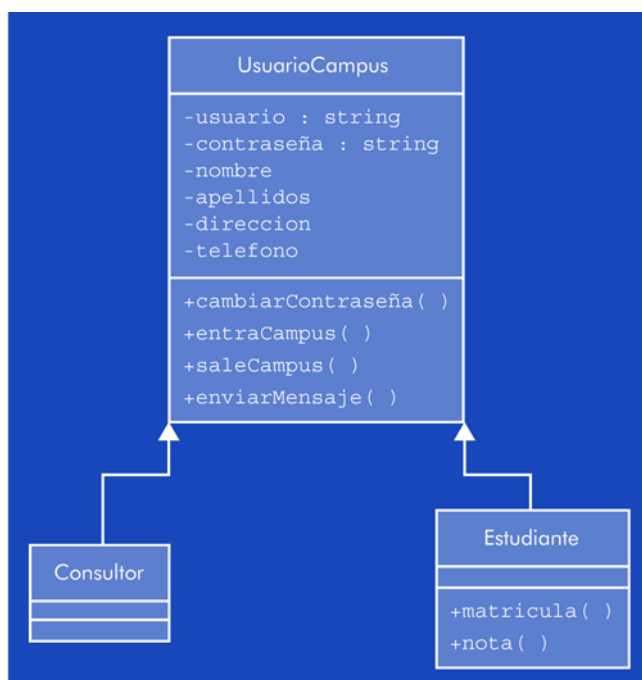 UsuarioCampus
-usuario : string
-contraseña : string
-nombre
-apellidos
-direccion
-telefono
+cambiarContraseña( )
+entraCampus( )
+saleCampus( )
+enviarMensaje( )
Consultor
Estudiante
+matricula( )
+nota( )